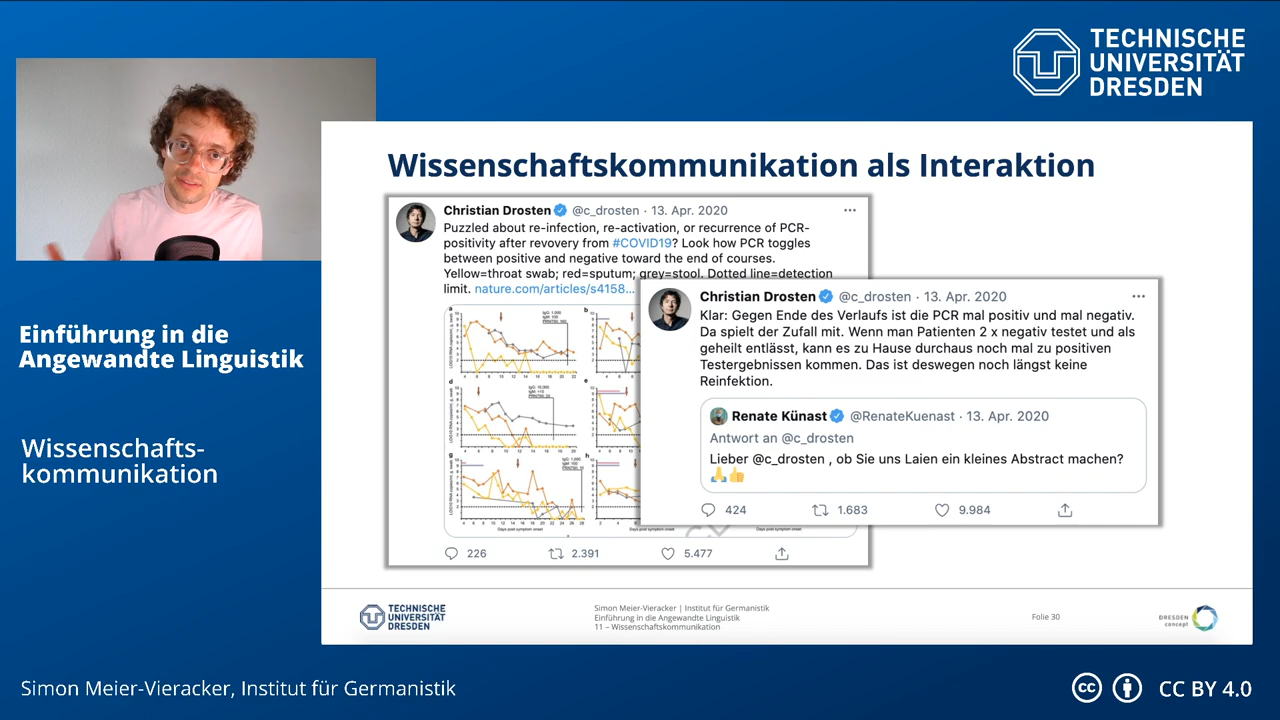 TECHNISCHE
UNIVERSITÄT
DRESDEN
Einführung in die
Angewandte Linguistik
Wissenschafts-
kommunikation
Wissenschaftskommunikation als Interaktion
Christian Drosten @c_drosten · 13. Apr. 2020
Puzzled about re-infection, re-activation, or recurrence of PCR-
positivity after revovery from #COVID19? Look how PCR toggles
between positive and negative toward the end of courses.
Yellow=throat swab; red=sputum; grey=stool. Dotted line=detection
limit. nature.com/articles/s4158...
226 2.391 5.477
Christian Drosten @c_drosten · 13. Apr. 2020
Klar: Gegen Ende des Verlaufs ist die PCR mal positiv und mal negativ.
Da spielt der Zufall mit. Wenn man Patienten 2 x negativ testet und als
geheilt entlässt, kann es zu Hause durchaus noch mal zu positiven
Testergebnissen kommen. Das ist deswegen noch längst keine
Reinfektion.
Renate Künast @RenateKuenast · 13. Apr. 2020
Antwort an @c_drosten
Lieber @c_drosten , ob Sie uns Laien ein kleines Abstract machen?
🙏👍
424 1.683 9.984
TECHNISCHE
UNIVERSITÄT
DRESDEN
Simon Meier-Vieracker | Institut für Germanistik
Einführung in die Angewandte Linguistik
11 – Wissenschaftskommunikation
Folie 30
DRESDEN
concept
Simon Meier-Vieracker, Institut für Germanistik
CC BY 4.0